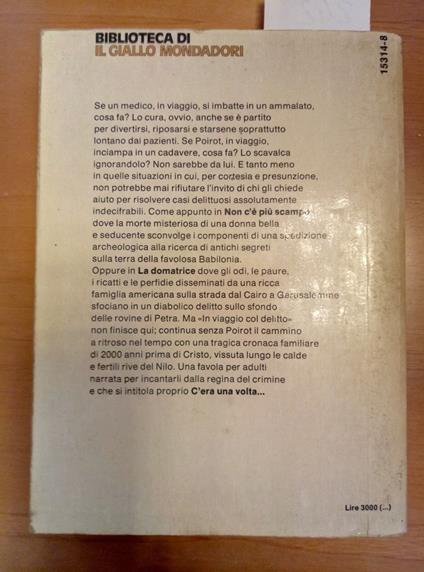 BIBLIOTECA DI
IL GIALLO MONDADORI
15314-8
Se un medico, in viaggio, si imbatte in un ammalato,
cosa fa? Lo cura, ovvio, anche se è partito
per divertirsi, riposarsi e starsene soprattutto
lontano dai pazienti. Se Poirot, in viaggio,
inciampa in un cadavere, cosa fa? Lo scavalca
ignorandolo? Non sarebbe da lui. E tanto meno
in quelle situazioni in cui, per cortesia e presunzione,
non potrebbe mai rifiutare l'invito di chi gli chiede
aiuto per risolvere casi delittuosi assolutamente
indecifrabili. Come appunto in Non c'è più scampo
dove la morte misteriosa di una donna bella
e seducente sconvolge i componenti di una spedizione
archeologica alla ricerca di antichi segreti
sulla terra della favolosa Babilonia.
Oppure in La domatrice dove gli odi, le paure,
i ricatti e le perfidie disseminati da una ricca
famiglia americana sulla strada dal Cairo a Gerusalemme
sfociano in un diabolico delitto sullo sfondo
delle rovine di Petra. Ma «In viaggio col delitto»
non finisce qui; continua senza Poirot il cammino
a ritroso nel tempo con una tragica cronaca familiare
di 2000 anni prima di Cristo, vissuta lungo le calde
e fertili rive del Nilo. Una favola per adulti
narrata per incantarli dalla regina del crimine
e che si intitola proprio C'era una volta...
Lire 3000 (...)